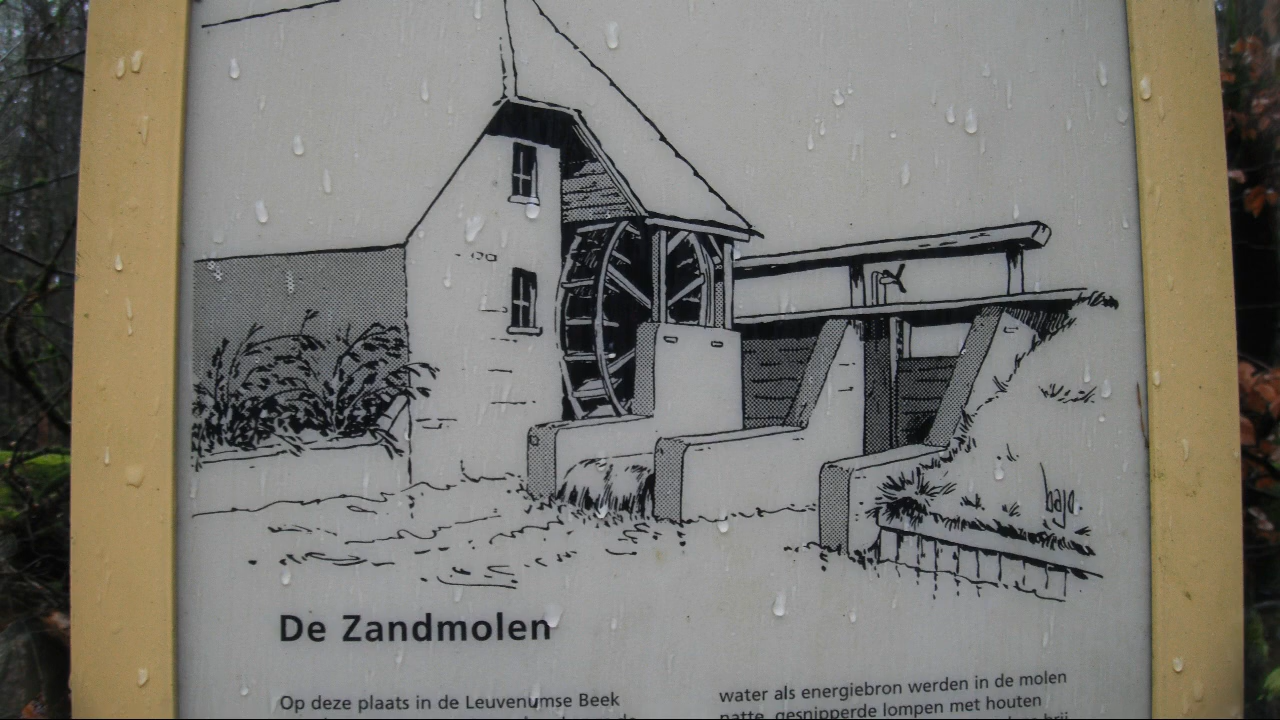 bajo.
De Zandmolen
Op deze plaats in de Leuvenumse Beek
water als energiebron werden in de molen
natte, gesnipperde lompen met houten